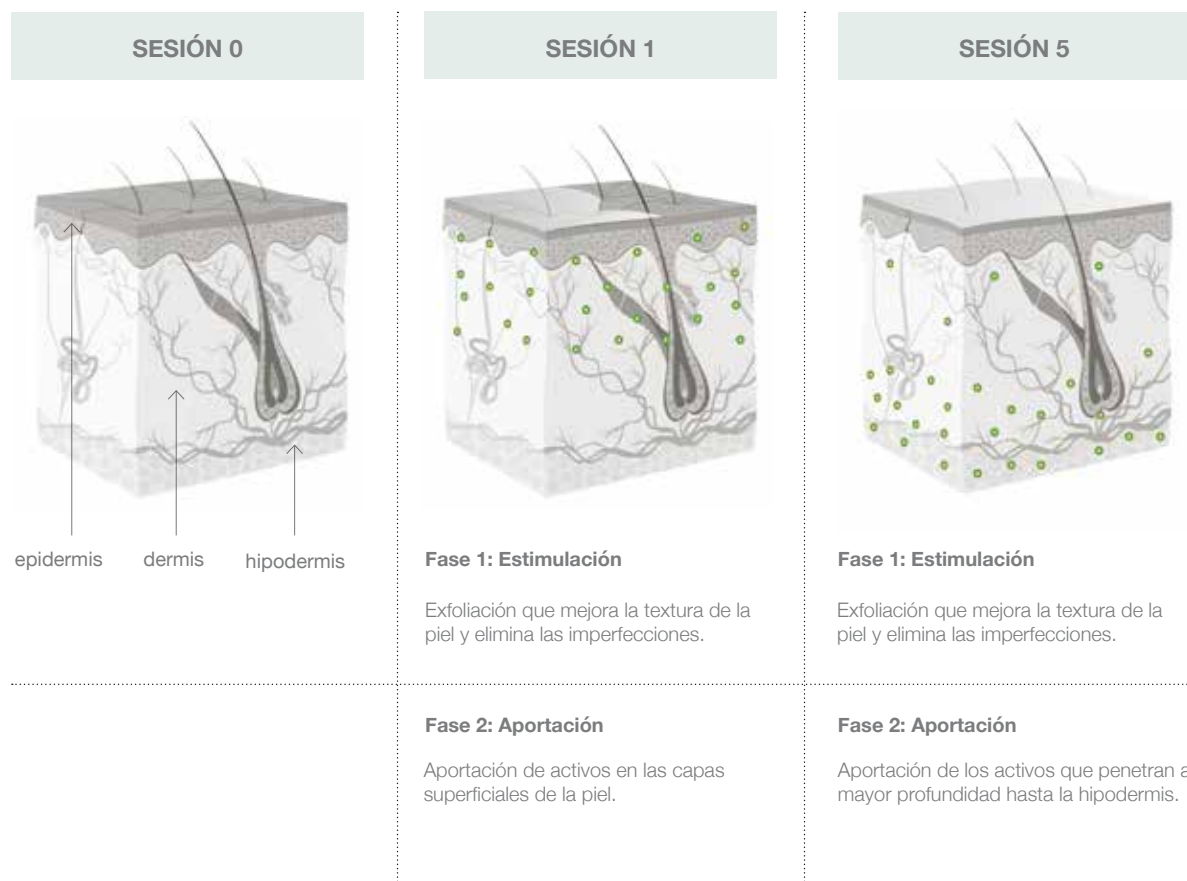 SESIÓN 0
epidermis
dermis
hipodermis
SESIÓN 1
Fase 1: Estimulación
Exfoliación que mejora la textura de la
piel y elimina las imperfecciones.
Fase 2: Aportación
Aportación de activos en las capas
superficiales de la piel.
SESIÓN 5
Fase 1: Estimulación
Exfoliación que mejora la textura de la
piel y elimina las imperfecciones.
Fase 2: Aportación
Aportación de los activos que penetran a
mayor profundidad hasta la hipodermis.